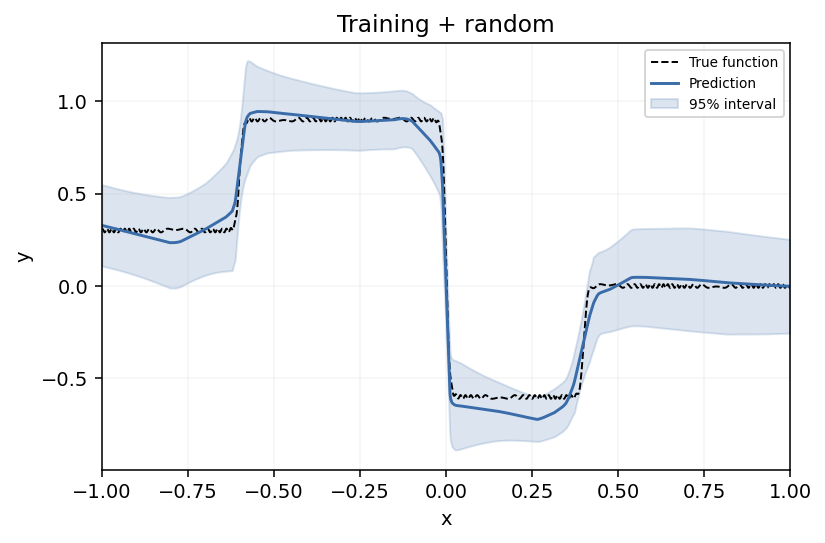 Training + random
True function
Prediction
95% interval
1.0
0.5
0.0
−0.5
y
−1.00 −0.75 −0.50 −0.25 0.00 0.25 0.50 0.75 1.00
x